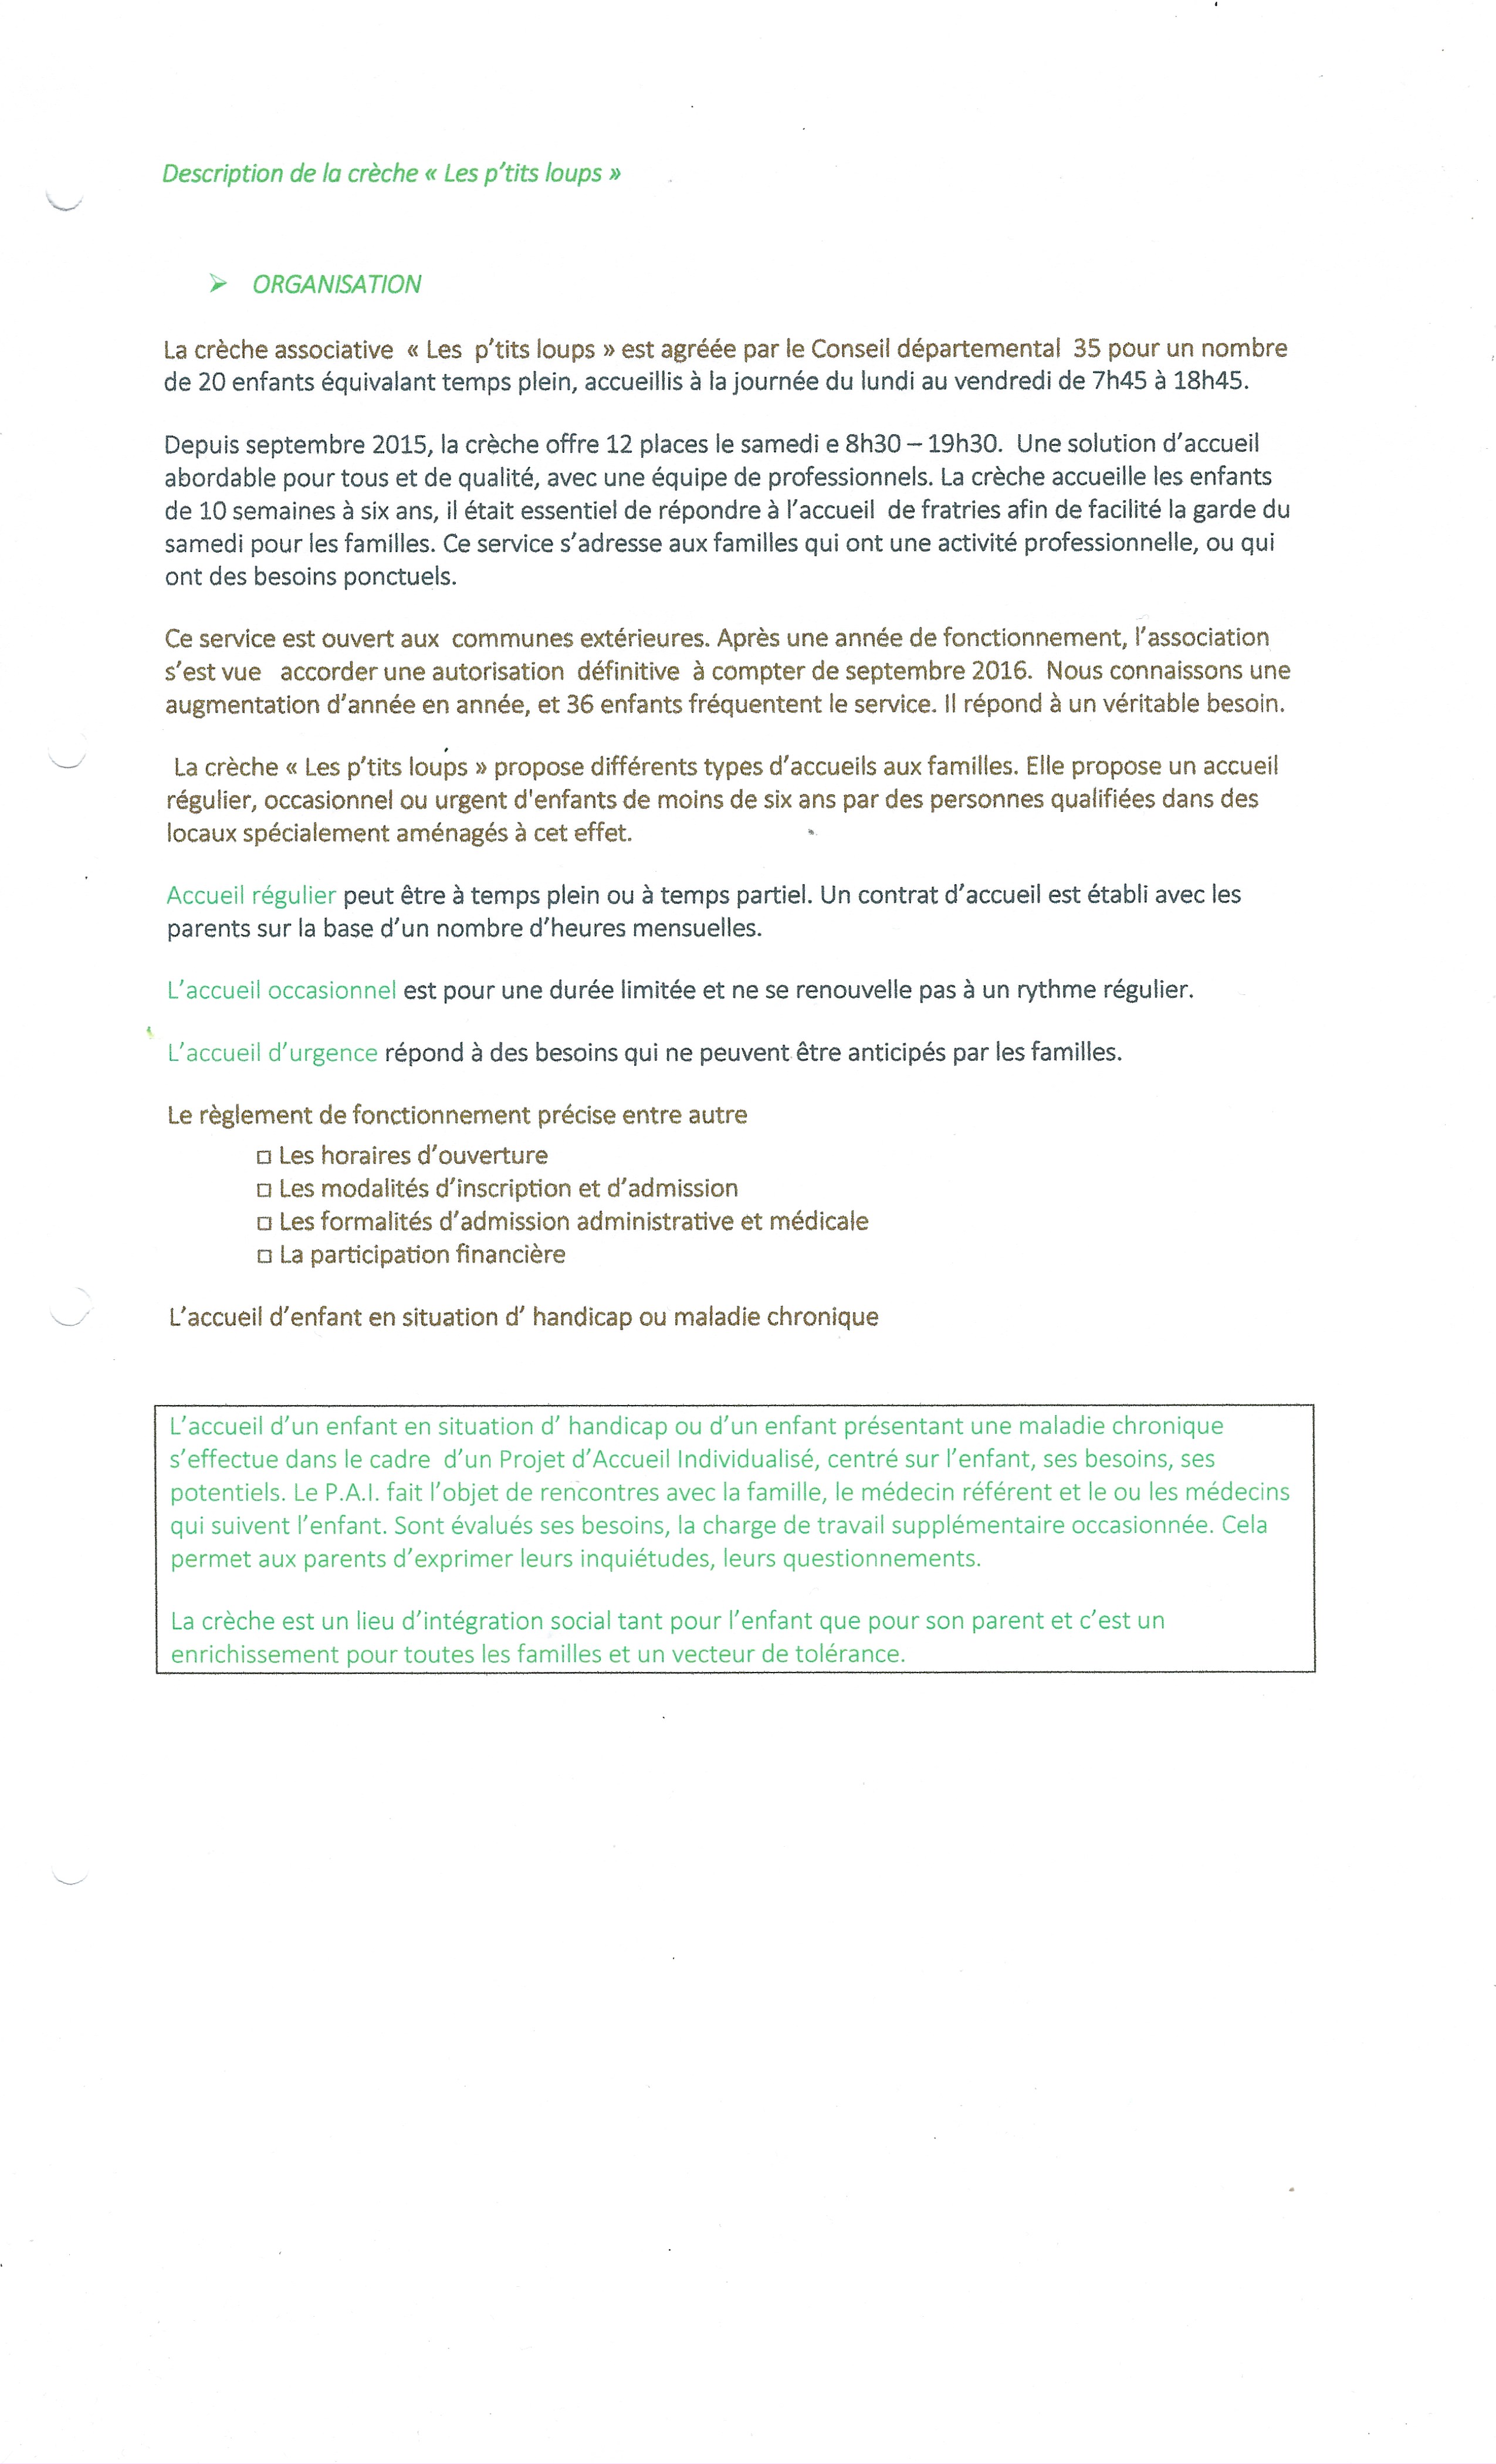 Description de la crèche « Les p'tits loups »
➢ ORGANISATION
La crèche associative « Les p'tits loups » est agréée par le Conseil départemental 35 pour un nombre
de 20 enfants équivalant temps plein, accueillis à la journée du lundi au vendredi de 7h45 à 18h45.
Depuis septembre 2015, la crèche offre 12 places le samedi e 8h30 – 19h30. Une solution d'accueil
abordable pour tous et de qualité, avec une équipe de professionnels. La crèche accueille les enfants
de 10 semaines à six ans, il était essentiel de répondre à l'accueil de fratries afin de facilité la garde du
samedi pour les familles. Ce service s'adresse aux familles qui ont une activité professionnelle, ou qui
ont des besoins ponctuels.
Ce service est ouvert aux communes extérieures. Après une année de fonctionnement, l'association
s'est vue accorder une autorisation définitive à compter de septembre 2016. Nous connaissons une
augmentation d'année en année, et 36 enfants fréquentent le service. Il répond à un véritable besoin.
La crèche « Les p'tits loups » propose différents types d'accueils aux familles. Elle propose un accueil
régulier, occasionnel ou urgent d'enfants de moins de six ans par des personnes qualifiées dans des
locaux spécialement aménagés à cet effet.
Accueil régulier peut être à temps plein ou à temps partiel. Un contrat d'accueil est établi avec les
parents sur la base d'un nombre d'heures mensuelles.
L'accueil occasionnel est pour une durée limitée et ne se renouvelle pas à un rythme régulier.
L'accueil d'urgence répond à des besoins qui ne peuvent être anticipés par les familles.
Le règlement de fonctionnement précise entre autre
□ Les horaires d'ouverture
□ Les modalités d'inscription et d'admission
□ Les formalités d'admission administrative et médicale
□ La participation financière
L'accueil d'enfant en situation d' handicap ou maladie chronique
L'accueil d'un enfant en situation d' handicap ou d'un enfant présentant une maladie chronique
s'effectue dans le cadre d'un Projet d'Accueil Individualisé, centré sur l'enfant, ses besoins, ses
potentiels. Le P.A.I. fait l'objet de rencontres avec la famille, le médecin référent et le ou les médecins
qui suivent l'enfant. Sont évalués ses besoins, la charge de travail supplémentaire occasionnée. Cela
permet aux parents d'exprimer leurs inquiétudes, leurs questionnements.
La crèche est un lieu d'intégration social tant pour l'enfant que pour son parent et c'est un
enrichissement pour toutes les familles et un vecteur de tolérance.